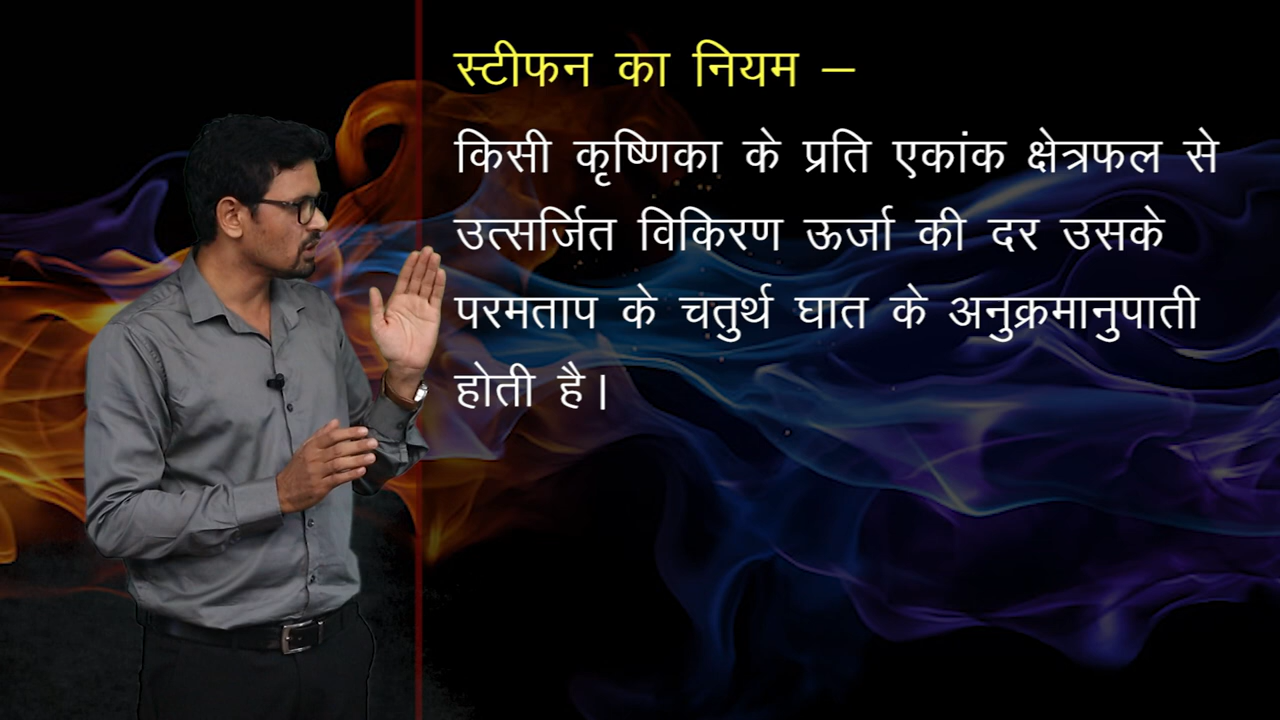 स्टीफन का नियम –
किसी कृष्णिका के प्रति एकांक क्षेत्रफल से
उत्सर्जित विकिरण ऊर्जा की दर उसके
परमताप के चतुर्थ घात के अनुक्रमानुपाती
होती है।